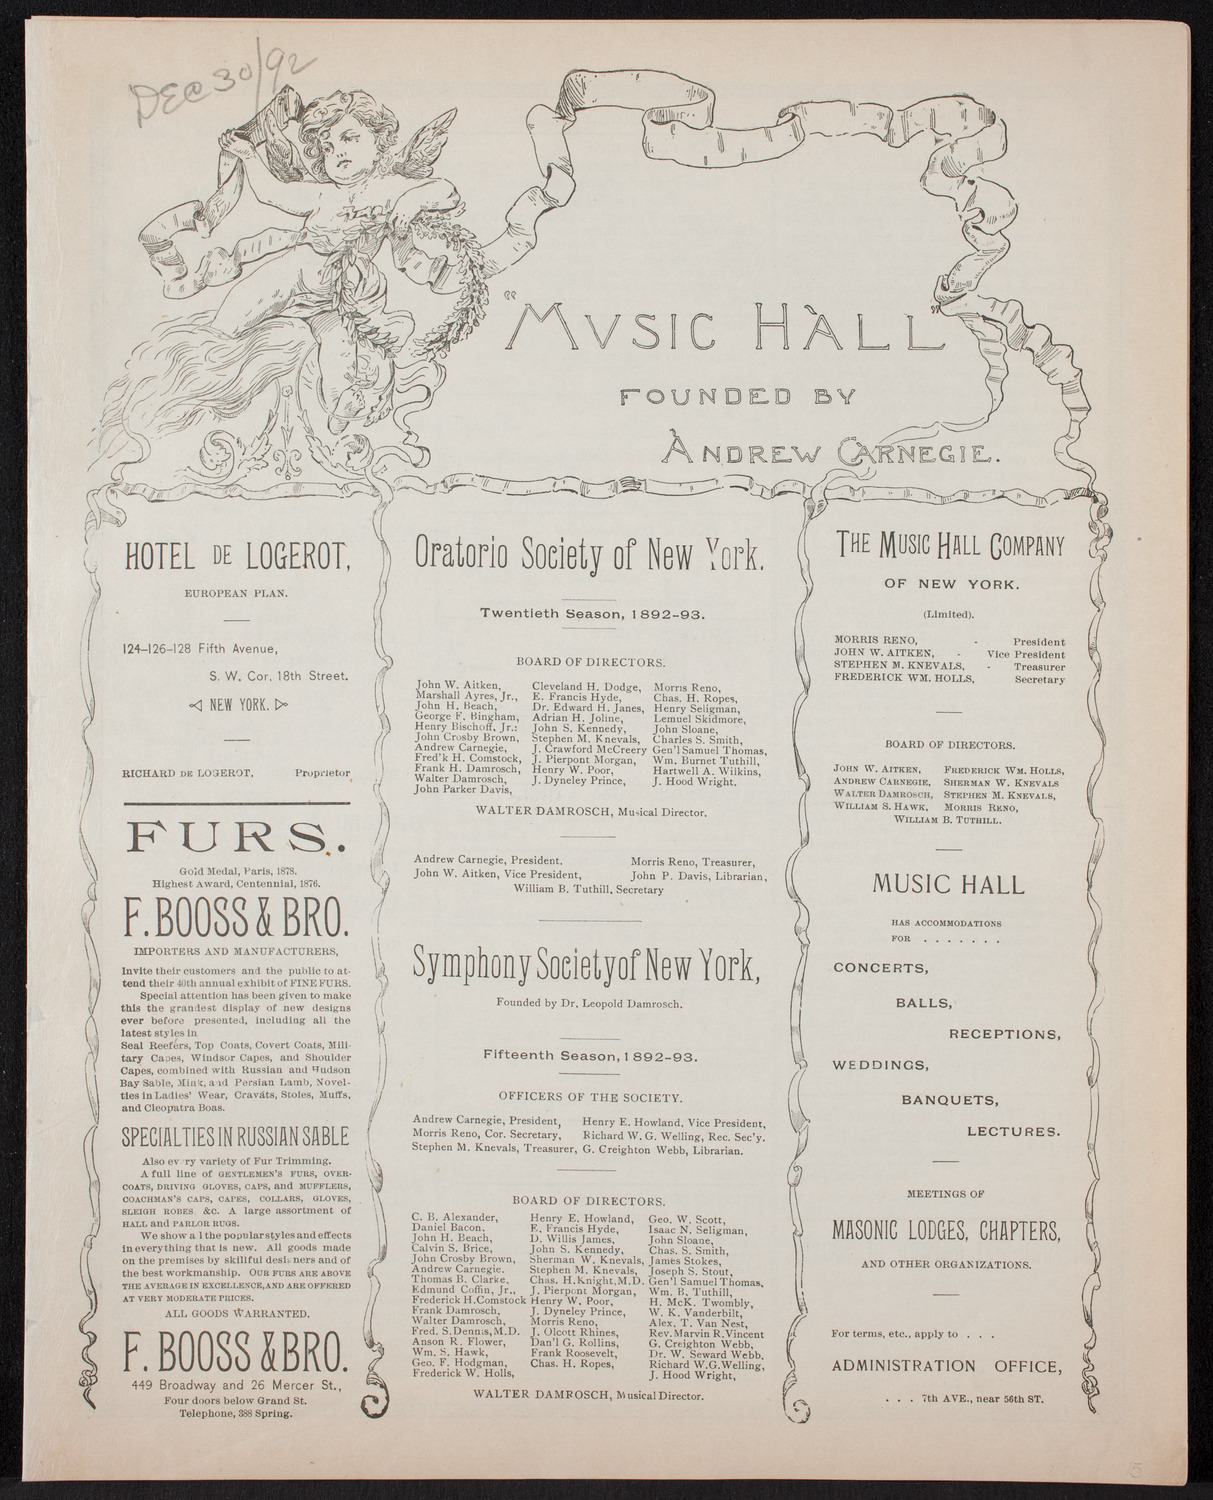 DEC 30/92
"MVSIC HALL"
FOUNDED BY
ANDREW CARNEGIE.
HOTEL DE LOGEROT,
EUROPEAN PLAN.
124–126–128 Fifth Avenue,
S. W. Cor. 18th Street.
NEW YORK.
RICHARD DE LOGEROT, Proprietor
FURS.
Gold Medal, Paris, 1878.
Highest Award, Centennial, 1876.
F. BOOSS & BRO.
IMPORTERS AND MANUFACTURERS,
Invite their customers and the public to at-
tend their 40th annual exhibit of FINE FURS.
Special attention has been given to make
this the grandest display of new designs
ever before presented, including all the
latest styles in
Seal Reefers, Top Coats, Covert Coats, Mili-
tary Capes, Windsor Capes, and Shoulder
Capes, combined with Russian and Hudson
Bay Sable, Mink, and Persian Lamb, Novel-
ties in Ladies' Wear, Cravats, Stoles, Muffs,
and Cleopatra Boas.
SPECIALTIES IN RUSSIAN SABLE
Also ev ry variety of Fur Trimming.
A full line of GENTLEMEN'S FURS, OVER-
COATS, DRIVING GLOVES, CAPS, and MUFFLERS,
COACHMAN'S CAPS, CAPES, COLLARS, GLOVES,
SLEIGH ROBES &C. A large assortment of
HALL and PARLOR RUGS.
We show a l the popular styles and effects
in everything that is new. All goods made
on the premises by skillful designers and of
the best workmanship. OUR FURS ARE ABOVE
THE AVERAGE IN EXCELLENCE, AND ARE OFFERED
AT VERY MODERATE PRICES.
ALL GOODS WARRANTED.
F. BOOSS & BRO.
449 Broadway and 26 Mercer St.,
Four doors below Grand St.
Telephone, 388 Spring.
Oratorio Society of New York.
Twentieth Season, 1892–93.
BOARD OF DIRECTORS.
John W. Aitken, Cleveland H. Dodge, Morris Reno,
Marshall Ayres, Jr., E. Francis Hyde, Chas. H. Ropes,
John H. Beach, Dr. Edward H. Janes, Henry Seligman,
George F. Bingham, Adrian H. Joline, Lemuel Skidmore,
Henry Bischoff, Jr.: John S. Kennedy, John Sloane,
John Crosby Brown, Stephen M. Knevals, Charles S. Smith,
Andrew Carnegie, J. Crawford McCreery Gen'l Samuel Thomas,
Fred'k H. Comstock, J. Pierpont Morgan, Wm. Burnet Tuthill,
Frank H. Damrosch, Henry W. Poor, Hartwell A. Wilkins,
Walter Damrosch, J. Dyneley Prince, J. Hood Wright.
John Parker Davis,
WALTER DAMROSCH, Musical Director.
Andrew Carnegie, President. Morris Reno, Treasurer,
John W. Aitken, Vice President, John P. Davis, Librarian,
William B. Tuthill, Secretary
Symphony Society of New York,
Founded by Dr. Leopold Damrosch.
Fifteenth Season, 1892–93.
OFFICERS OF THE SOCIETY.
Andrew Carnegie, President, Henry E. Howland, Vice President,
Morris Reno, Cor. Secretary, Richard W. G. Welling, Rec. Sec'y.
Stephen M. Knevals, Treasurer, G. Creighton Webb, Librarian.
BOARD OF DIRECTORS.
C. B. Alexander, Henry E. Howland, Geo. W. Scott,
Daniel Bacon, E. Francis Hyde, Isaac N. Seligman,
John H. Beach, D. Willis James, John Sloane,
Calvin S. Brice, John S. Kennedy, Chas. S. Smith,
John Crosby Brown, Sherman W. Knevals, James Stokes,
Andrew Carnegie. Stephen M. Knevals, Joseph S. Stout,
Thomas B. Clarke, Chas. H. Knight, M.D. Gen'l Samuel Thomas,
Edmund Coffin, Jr., J. Pierpont Morgan, Wm. B. Tuthill,
Frederick H. Comstock Henry W. Poor, H. McK. Twombly,
Frank Damrosch, J. Dyneley Prince, W. K. Vanderbilt,
Walter Damrosch, Morris Reno, Alex. T. Van Nest,
Fred. S. Dennis, M.D. J. Olcott Rhines, Rev. Marvin R. Vincent
Anson R. Flower, Dan'l G. Rollins, G. Creighton Webb,
Wm. S. Hawk, Frank Roosevelt, Dr. W. Seward Webb,
Geo. F. Hodgman, Chas. H. Ropes, Richard W.G. Welling,
Frederick W. Holls, J. Hood Wright,
WALTER DAMROSCH, Musical Director.
THE MUSIC HALL COMPANY
OF NEW YORK.
(Limited).
MORRIS RENO, - President
JOHN W. AITKEN, - Vice President
STEPHEN M. KNEVALS, - Treasurer
FREDERICK WM. HOLLS, Secretary
BOARD OF DIRECTORS.
JOHN W. AITKEN, FREDERICK WM. HOLLS,
ANDREW CARNEGIE, SHERMAN W. KNEVALS
WALTER DAMROSCH, STEPHEN M. KNEVALS,
WILLIAM S. HAWK, MORRIS RENO,
WILLIAM B. TUTHILL.
MUSIC HALL
HAS ACCOMMODATIONS
FOR . . . . . . .
CONCERTS,
BALLS,
RECEPTIONS,
WEDDINGS,
BANQUETS,
LECTURES.
MEETINGS OF
MASONIC LODGES, CHAPTERS,
AND OTHER ORGANIZATIONS.
For terms, etc., apply to . . .
ADMINISTRATION OFFICE,
. . . 7th AVE., near 56th ST.